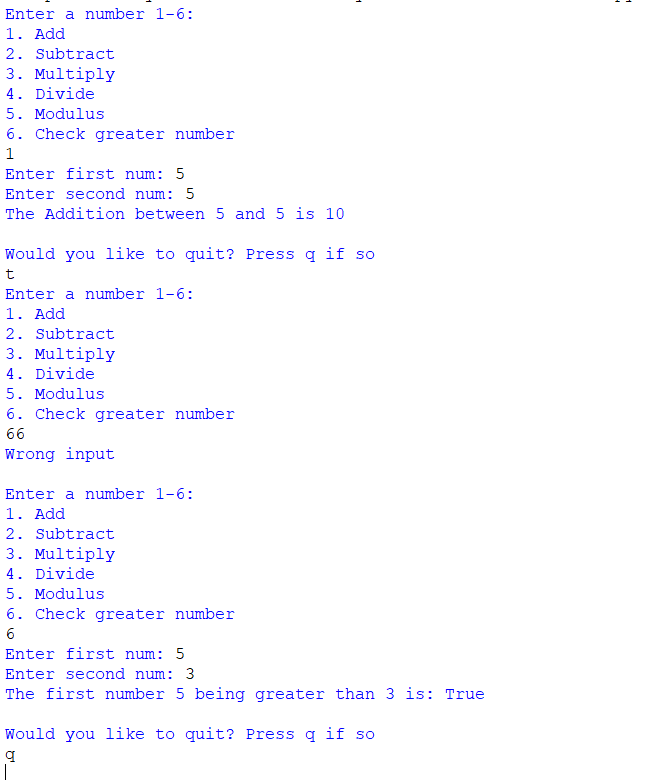 Enter a number 1-6:
1. Add
2. Subtract
3. Multiply
4. Divide
5. Modulus
6. Check greater number
1
Enter first num: 5
Enter second num: 5
The Addition between 5 and 5 is 10
Would you like to quit? Press q if so
t
Enter a number 1-6:
1. Add
2. Subtract
3. Multiply
4. Divide
5. Modulus
6. Check greater number
66
Wrong input
Enter a number 1-6:
1. Add
2. Subtract
3. Multiply
4. Divide
5. Modulus
6. Check greater number
6
Enter first num: 5
Enter second num: 3
The first number 5 being greater than 3 is: True
Would you like to quit? Press q if so
q